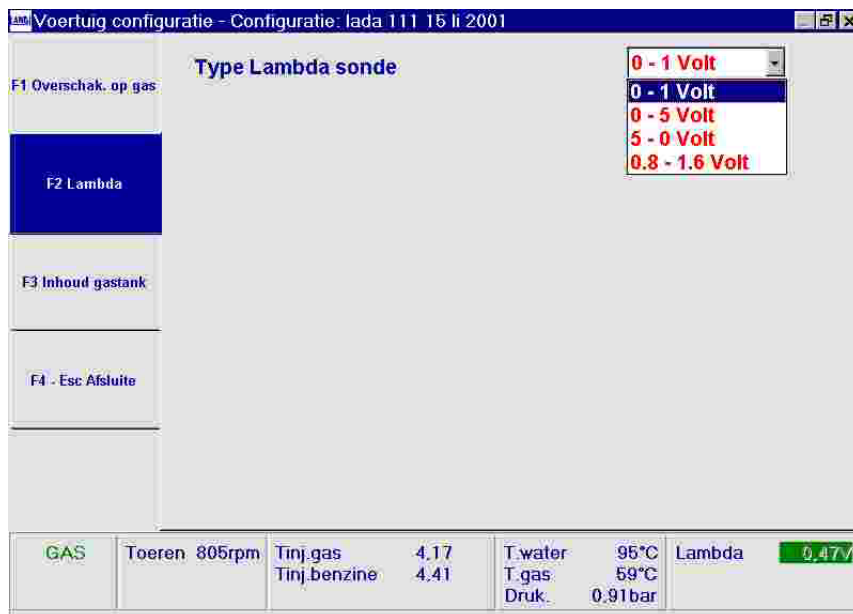 LANDI Voertuig configuratie - Configuratie: lada 111 15 li 2001
F1 Overschak. op gas
F2 Lambda
F3 Inhoud gastank
F4 - Esc Afsluite
Type Lambda sonde
0 - 1 Volt
0 - 1 Volt
0 - 5 Volt
5 - 0 Volt
0.8 - 1.6 Volt
GAS
Toeren 805rpm
Tinj.gas 4,17
Tinj.benzine 4,41
T.water 95°C
T.gas 59°C
Druk. 0,91bar
Lambda 0,47V